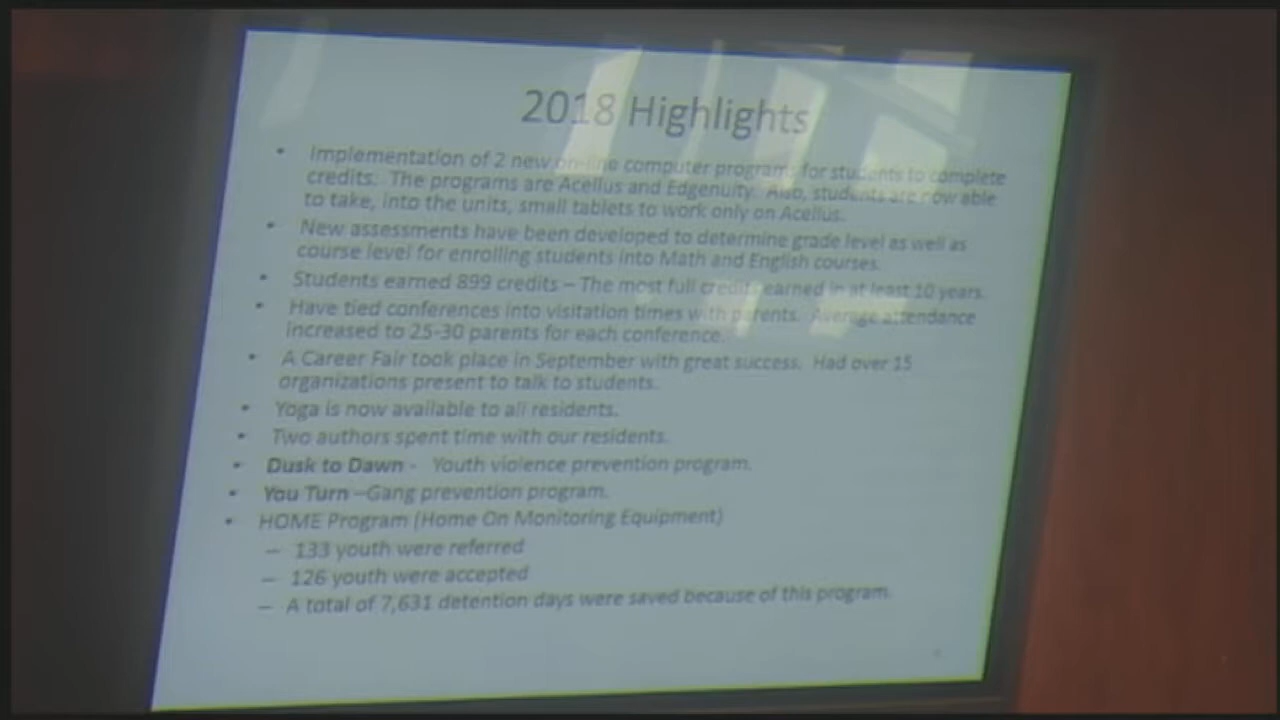 2018 Highlights
• Implementation of 2 new on-line computer programs for students to complete
credits. The programs are Acellus and Edgenuity. Also, students are now able
to take, into the units, small tablets to work only on Acellus.
• New assessments have been developed to determine grade level as well as
course level for enrolling students into Math and English courses.
• Students earned 899 credits – The most full credits earned in at least 10 years.
• Have tied conferences into visitation times with parents. Average attendance
increased to 25-30 parents for each conference.
• A Career Fair took place in September with great success. Had over 15
organizations present to talk to students.
• Yoga is now available to all residents.
• Two authors spent time with our residents.
• Dusk to Dawn - Youth violence prevention program.
• You Turn –Gang prevention program.
• HOME Program (Home On Monitoring Equipment)
– 133 youth were referred
– 126 youth were accepted
– A total of 7,631 detention days were saved because of this program.